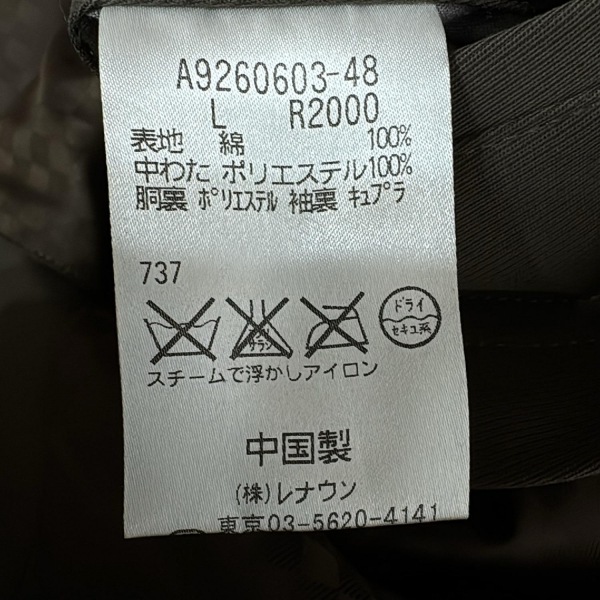 A9260603-48
L R2000
表地 綿 100%
中わた ポリエステル100%
胴裏 ポリエステル 袖裏 キュプラ
737
サラシ
ドライ
セキユ系
スチームで浮かしアイロン
中国製
(株)レナウン
東京03-5620-4141